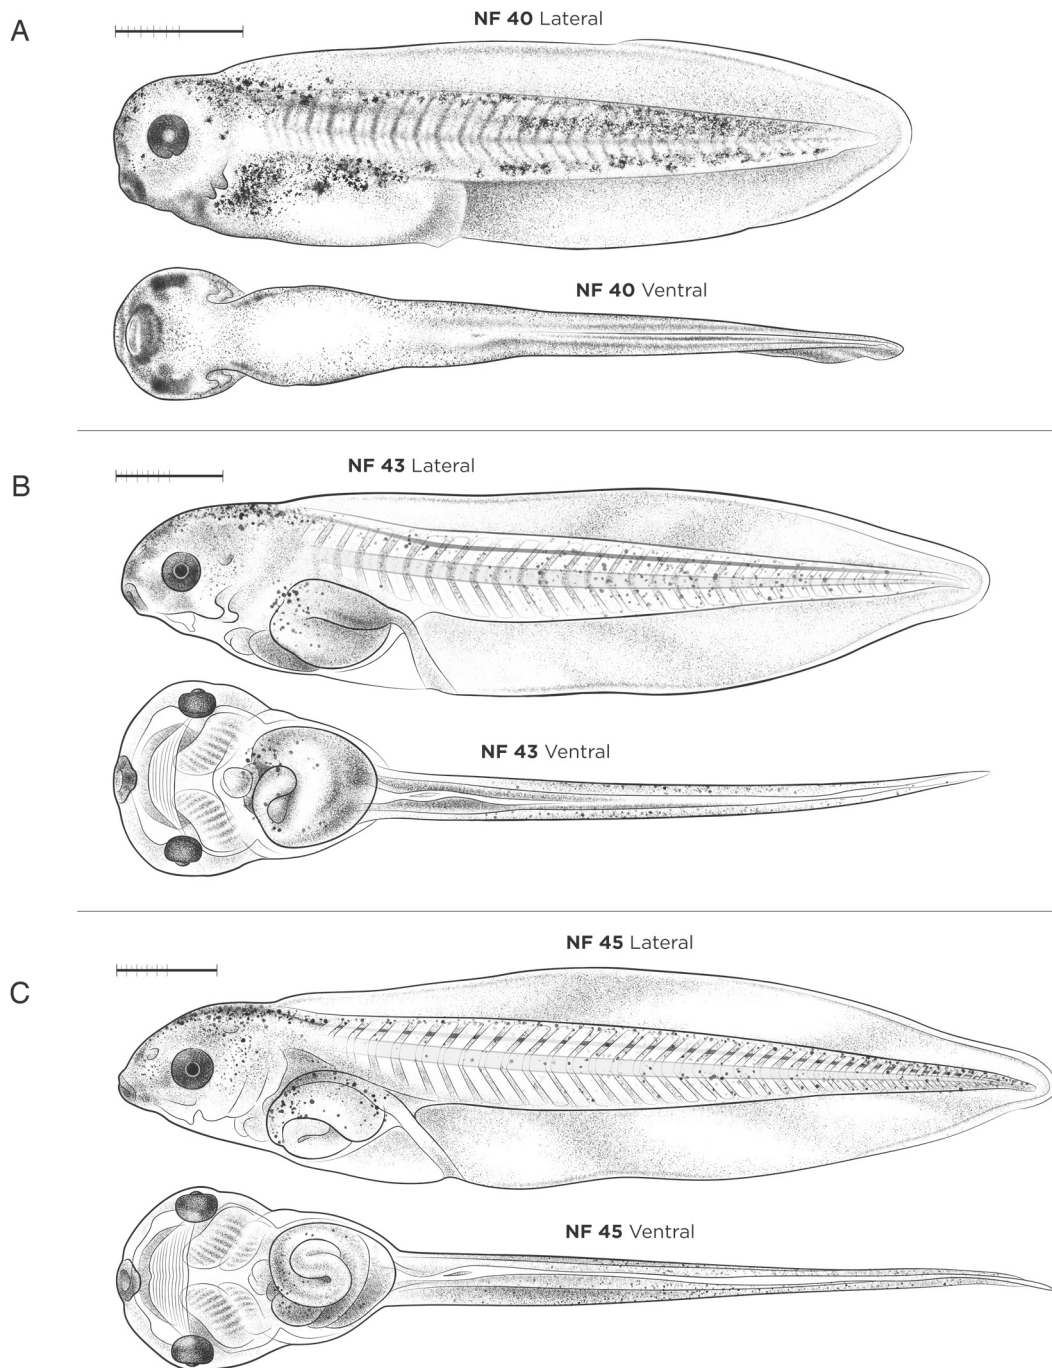 A
NF 40 Lateral
NF 40 Ventral
B
NF 43 Lateral
NF 43 Ventral
C
NF 45 Lateral
NF 45 Ventral